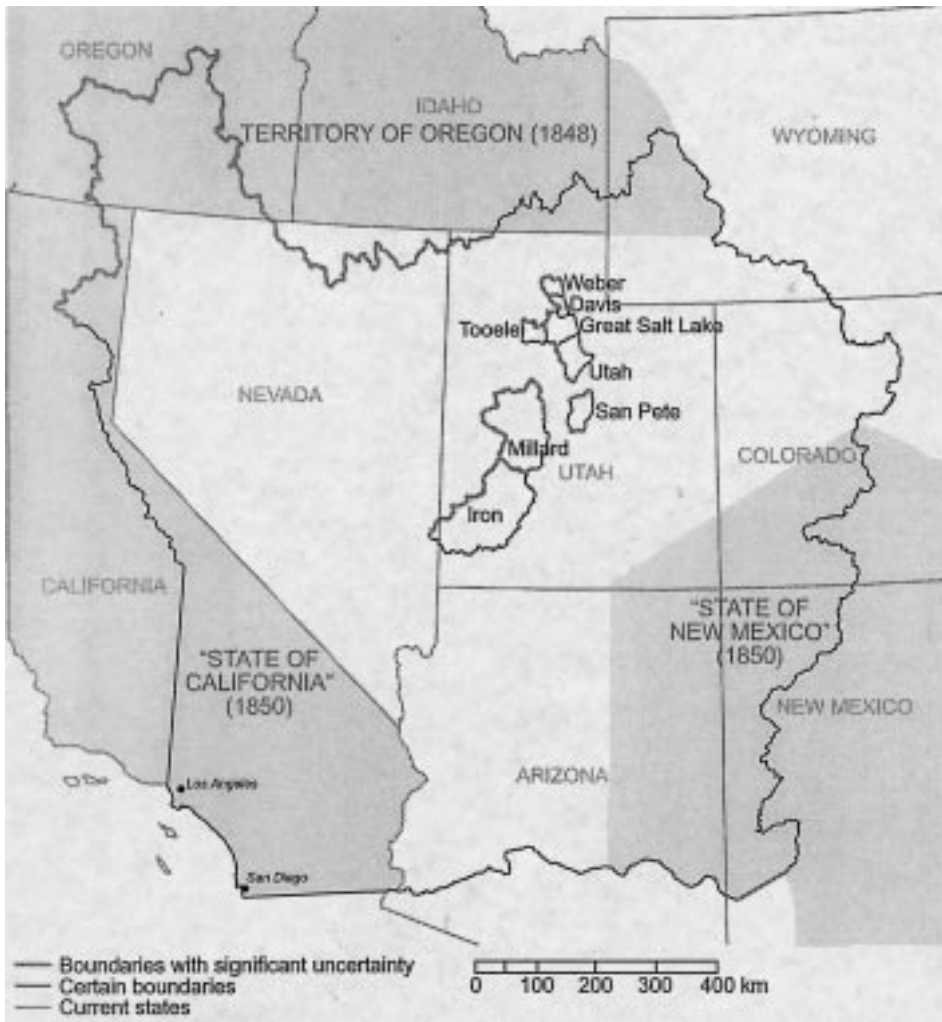 OREGON
IDAHO
TERRITORY OF OREGON (1848)
WYOMING
Weber
Davis
Tooele
Great Salt Lake
NEVADA
Utah
San Pete
Millard
UTAH
COLORADO
Iron
CALIFORNIA
"STATE OF
NEW MEXICO"
(1850)
"STATE OF
CALIFORNIA"
(1850)
NEW MEXICO
ARIZONA
Los Angeles
San Diego
Boundaries with significant uncertainty
Certain boundaries
Current states
0 100 200 300 400 km